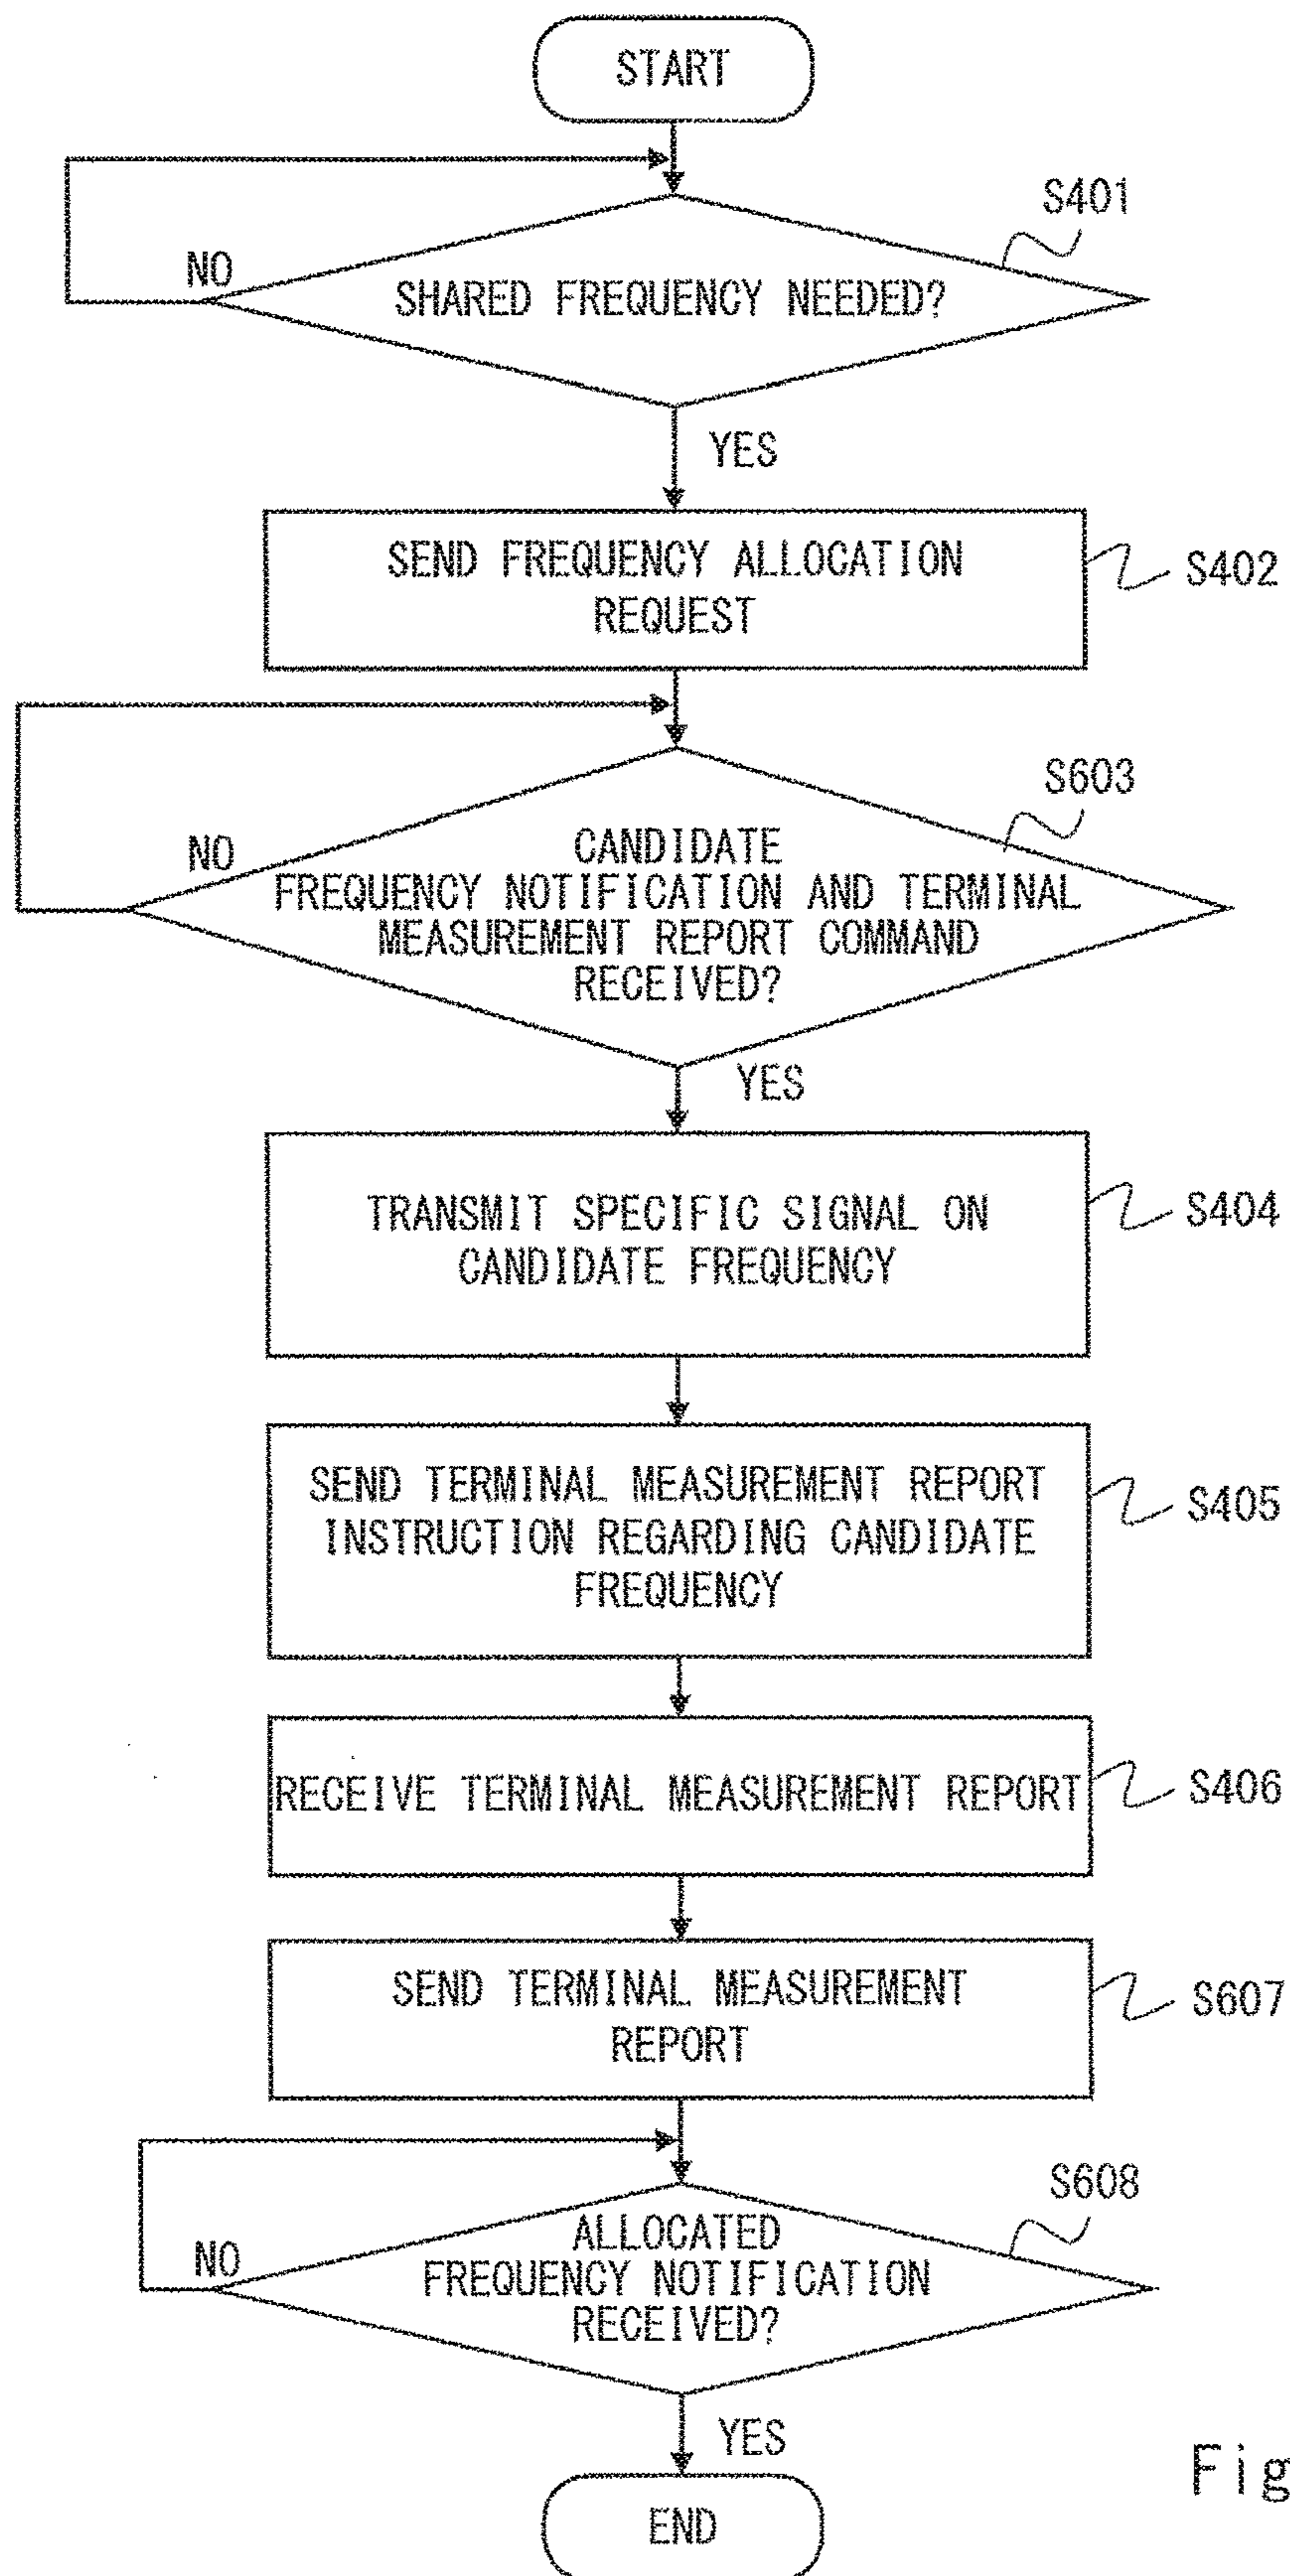 START
S401
NO
SHARED FREQUENCY NEEDED?
YES
SEND FREQUENCY ALLOCATION
REQUEST
S402
S603
NO
CANDIDATE
FREQUENCY NOTIFICATION AND TERMINAL
MEASUREMENT REPORT COMMAND
RECEIVED?
YES
TRANSMIT SPECIFIC SIGNAL ON
CANDIDATE FREQUENCY
S404
SEND TERMINAL MEASUREMENT REPORT
INSTRUCTION REGARDING CANDIDATE
FREQUENCY
S405
RECEIVE TERMINAL MEASUREMENT REPORT
S406
SEND TERMINAL MEASUREMENT
REPORT
S607
S608
NO
ALLOCATED
FREQUENCY NOTIFICATION
RECEIVED?
YES
Fig
END